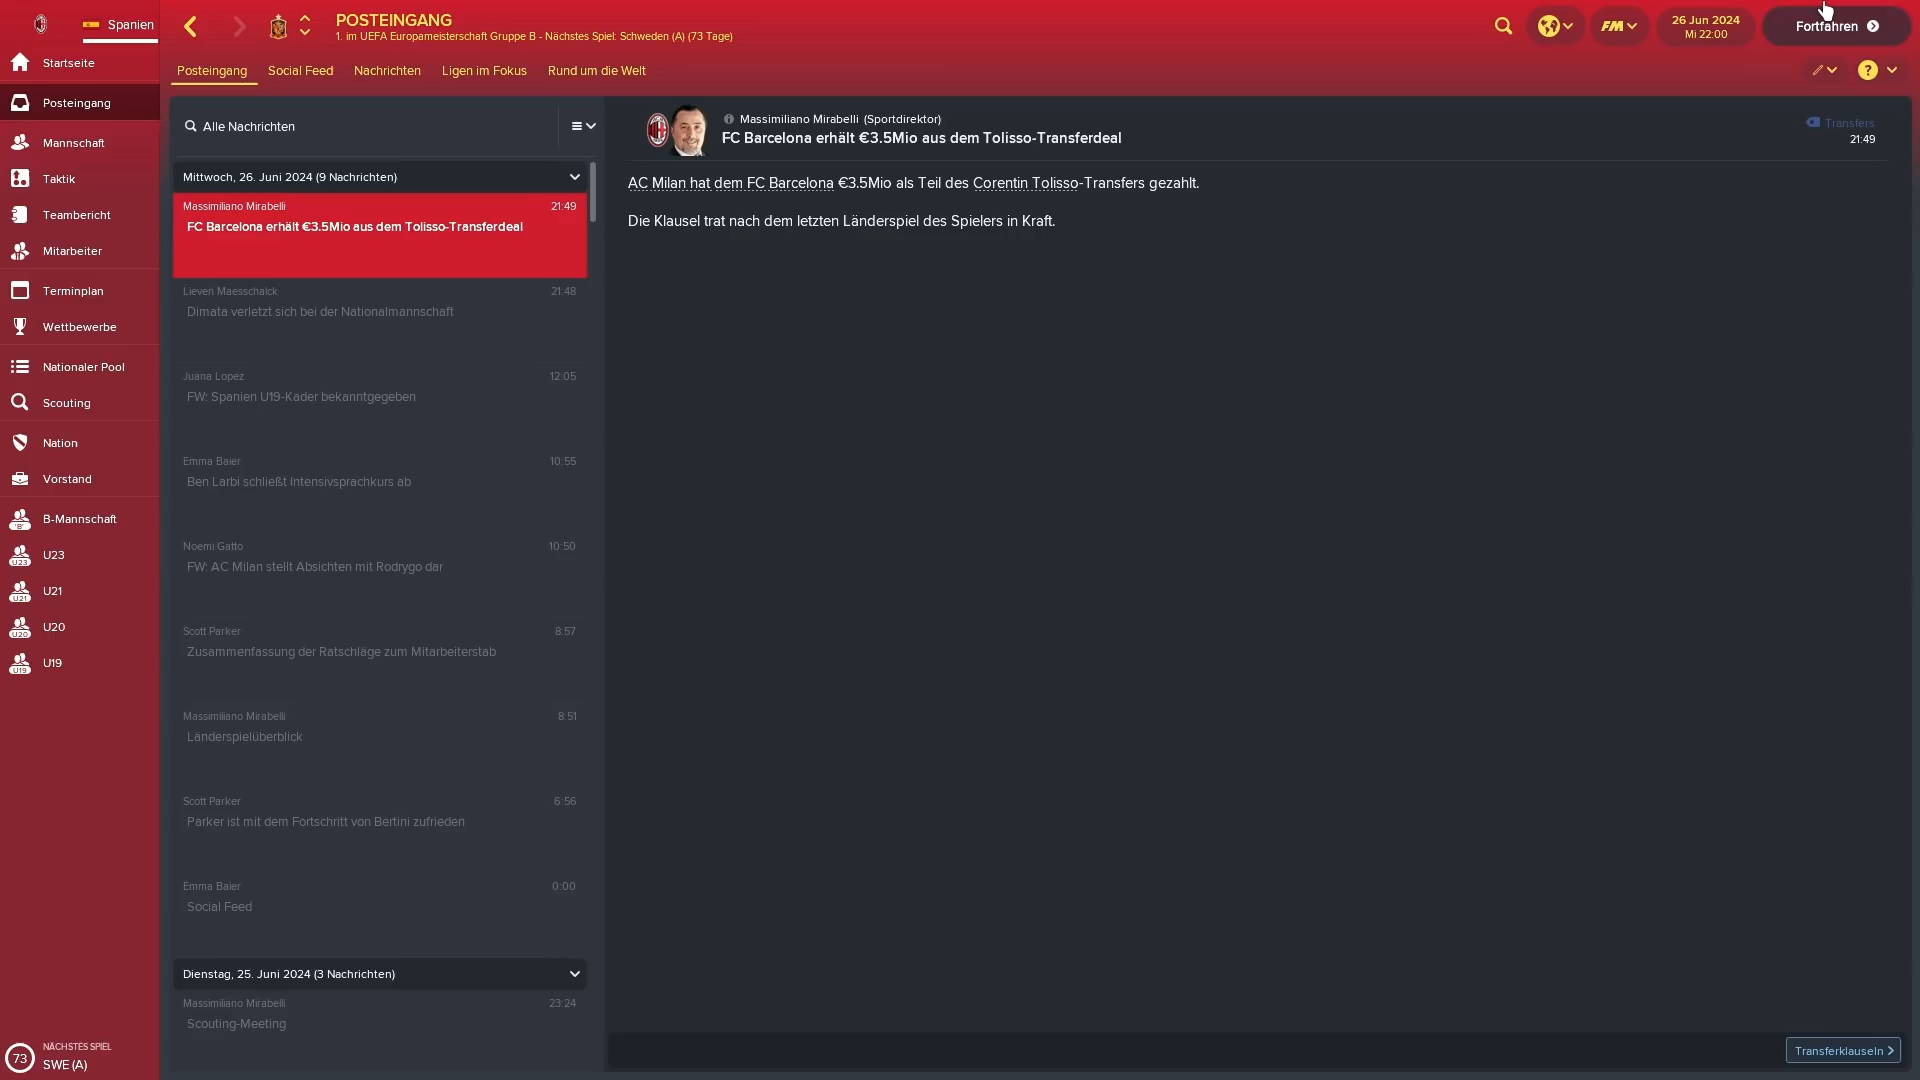 Spanien
POSTEINGANG
1. im UEFA Europameisterschaft Gruppe B - Nächstes Spiel: Schweden (A) (73 Tage)
FM
26 Jun 2024
Mi 22:00
Fortfahren
Posteingang
Social Feed
Nachrichten
Ligen im Fokus
Rund um die Welt
?
Startseite
Posteingang
Mannschaft
Taktik
Teambericht
Mitarbeiter
Terminplan
Wettbewerbe
Nationaler Pool
Scouting
Nation
Vorstand
'B' B-Mannschaft
U23 U23
U21 U21
U20 U20
U19 U19
73
NÄCHSTES SPIEL
SWE (A)
Alle Nachrichten
Mittwoch, 26. Juni 2024 (9 Nachrichten)
Massimiliano Mirabelli 21:49
FC Barcelona erhält €3.5Mio aus dem Tolisso-Transferdeal
Lieven Maesschalck 21:48
Dimata verletzt sich bei der Nationalmannschaft
Juana Lopez 12:05
FW: Spanien U19-Kader bekanntgegeben
Emma Baier 10:55
Ben Larbi schließt Intensivsprachkurs ab
Noemi Gatto 10:50
FW: AC Milan stellt Absichten mit Rodrygo dar
Scott Parker 8:57
Zusammenfassung der Ratschläge zum Mitarbeiterstab
Massimiliano Mirabelli 8:51
Länderspielüberblick
Scott Parker 6:56
Parker ist mit dem Fortschritt von Bertini zufrieden
Emma Baier 0:00
Social Feed
Dienstag, 25. Juni 2024 (3 Nachrichten)
Massimiliano Mirabelli 23:24
Scouting-Meeting
Massimiliano Mirabelli (Sportdirektor)
FC Barcelona erhält €3.5Mio aus dem Tolisso-Transferdeal
Transfers
21:49
AC Milan hat dem FC Barcelona €3.5Mio als Teil des Corentin Tolisso-Transfers gezahlt.
Die Klausel trat nach dem letzten Länderspiel des Spielers in Kraft.
Transferklauseln